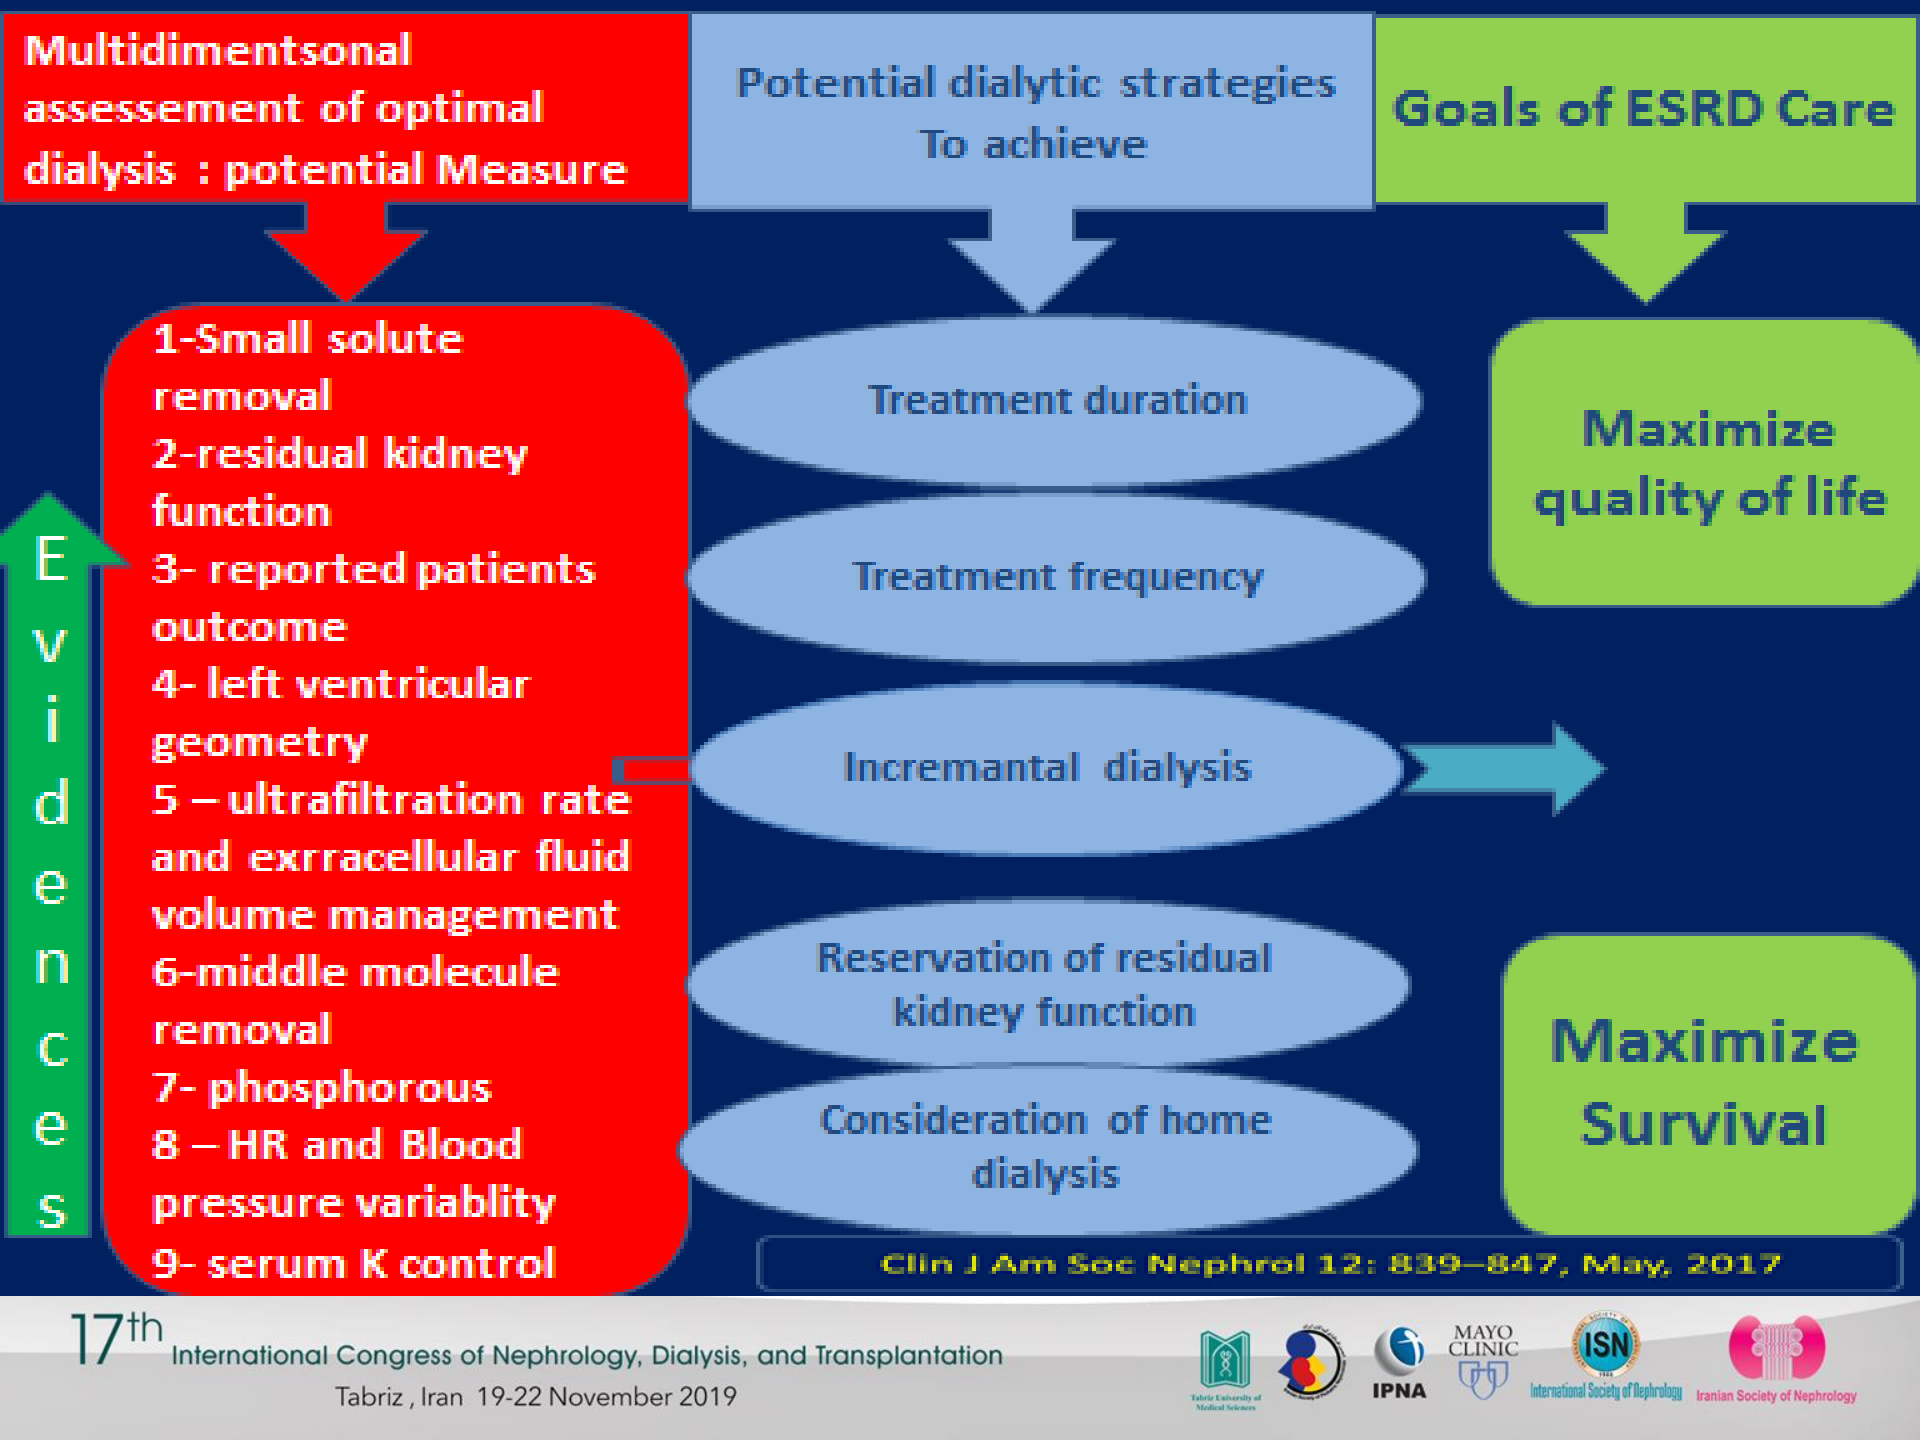 Multidimentsonal
assessement of optimal
dialysis : potential Measure
Potential dialytic strategies
To achieve
Goals of ESRD Care
1-Small solute
removal
2-residual kidney
function
3- reported patients
outcome
4- left ventricular
geometry
5 – ultrafiltration rate
and exrracellular fluid
volume management
6-middle molecule
removal
7- phosphorous
8 – HR and Blood
pressure variablity
9- serum K control
E
v
i
d
e
n
c
e
s
Treatment duration
Treatment frequency
Incremantal dialysis
Reservation of residual
kidney function
Consideration of home
dialysis
Maximize
quality of life
Maximize
Survival
Clin J Am Soc Nephrol 12: 839–847, May, 2017
17th
International Congress of Nephrology, Dialysis, and Transplantation
Tabriz , Iran 19-22 November 2019
Tabriz University of
Medical Sciences
IPNA
MAYO
CLINIC
ISN
International Society of Nephrology
Iranian Society of Nephrology